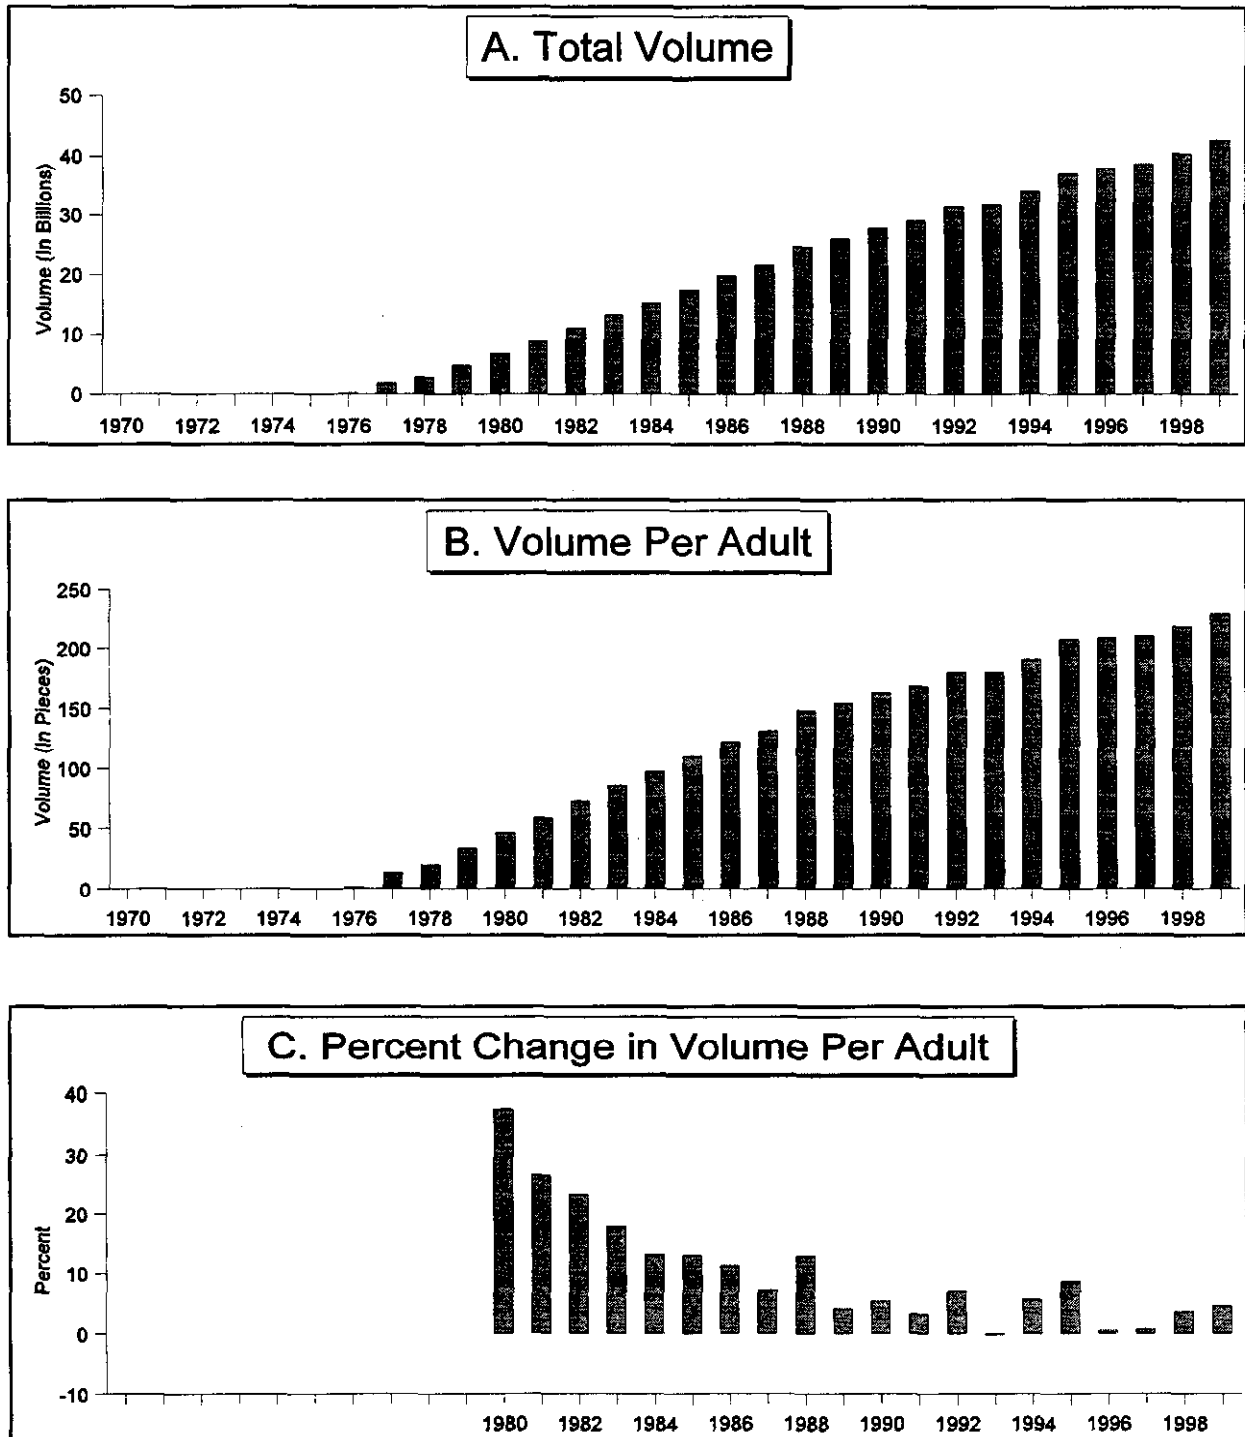 A. Total Volume
50
40
30
20
10
0
Volume (In Billions)
1970 1972 1974 1976 1978 1980 1982 1984 1986 1988 1990 1992 1994 1996 1998
B. Volume Per Adult
250
200
150
100
50
0
Volume (In Pieces)
1970 1972 1974 1976 1978 1980 1982 1984 1986 1988 1990 1992 1994 1996 1998
C. Percent Change in Volume Per Adult
40
30
20
10
0
-10
Percent
1980 1982 1984 1986 1988 1990 1992 1994 1996 1998